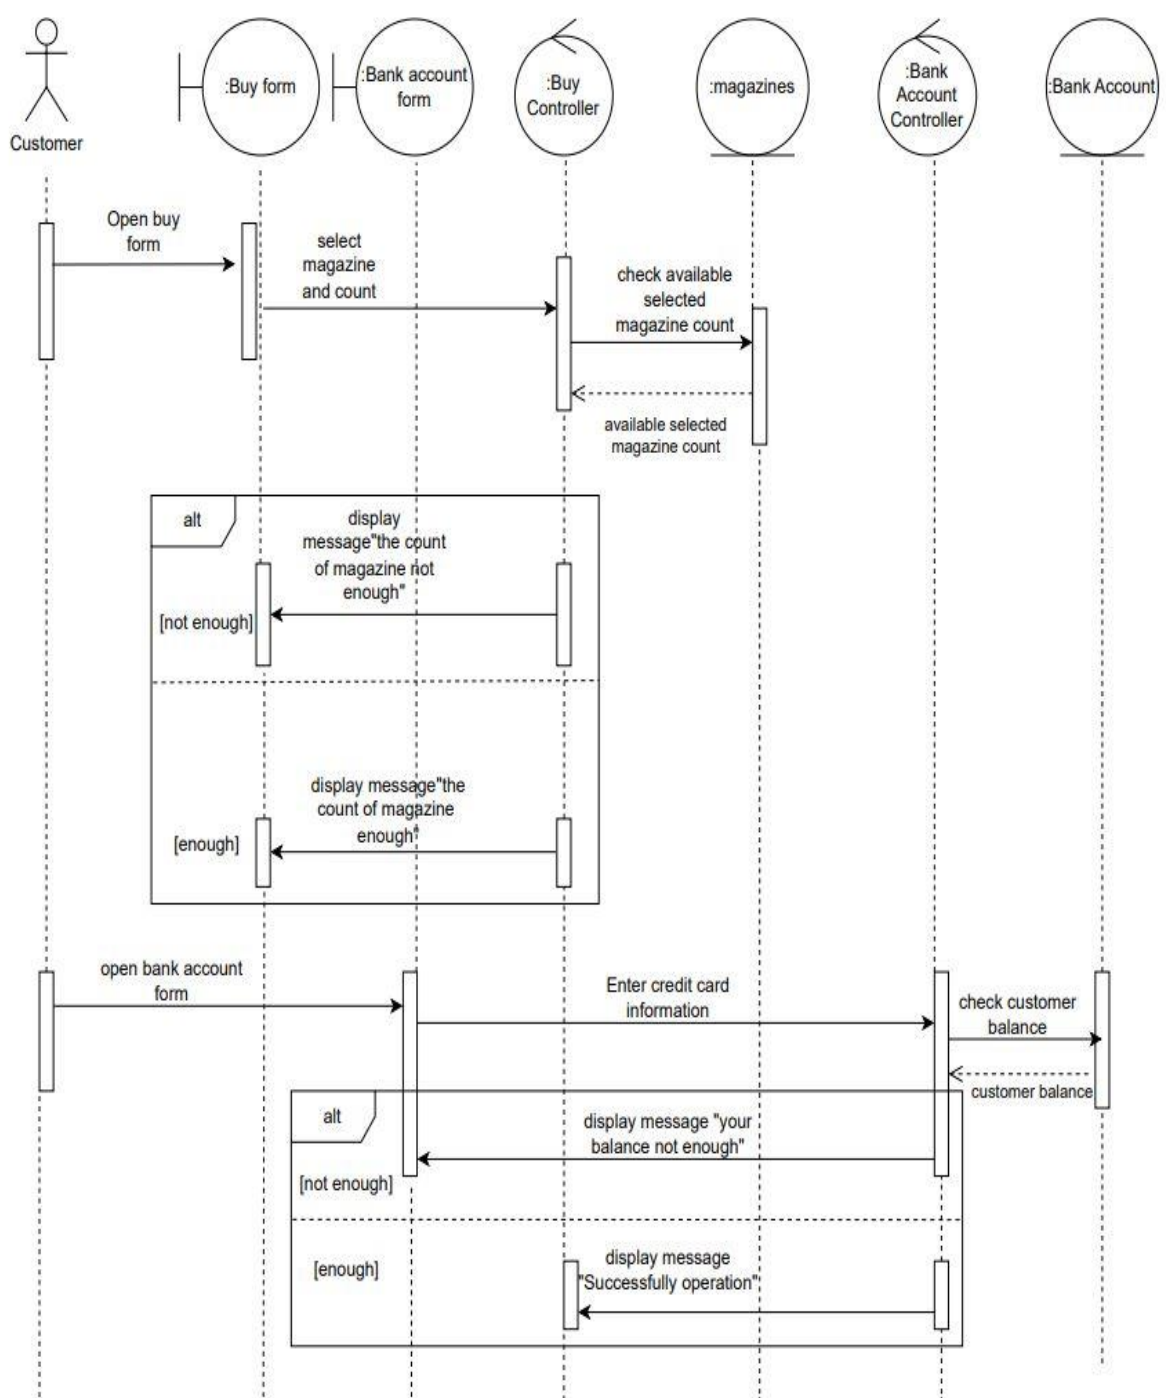 Customer
:Buy form
:Bank account
form
:Buy
Controller
:magazines
:Bank
Account
Controller
:Bank Account
Open buy
form
select
magazine
and count
check available
selected
magazine count
available selected
magazine count
alt
display
message"the count
of magazine not
enough"
[not enough]
display message"the
count of magazine
enough"
[enough]
open bank account
form
Enter credit card
information
check customer
balance
customer balance
alt
display message "your
balance not enough"
[not enough]
display message
"Successfully operation"
[enough]